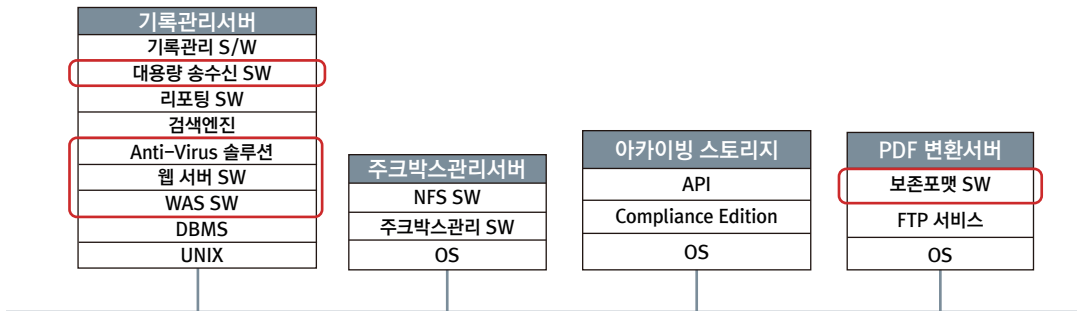 기록관리서버
기록관리 S/W
대용량 송수신 SW
리포팅 SW
검색엔진
Anti-Virus 솔루션
웹 서버 SW
WAS SW
DBMS
UNIX
주크박스관리서버
NFS SW
주크박스관리 SW
OS
아카이빙 스토리지
API
Compliance Edition
OS
PDF 변환서버
보존포맷 SW
FTP 서비스
OS